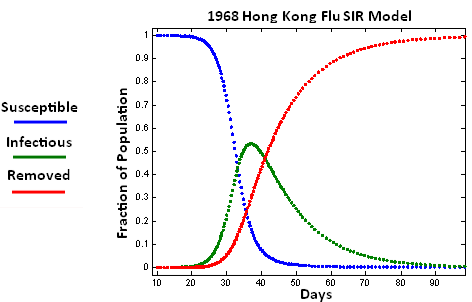 1968 Hong Kong Flu SIR Model
Susceptible
Infectious
Removed
Fraction of Population
1
0.9
0.8
0.7
0.6
0.5
0.4
0.3
0.2
0.1
0
10 20 30 40 50 60 70 80 90
Days